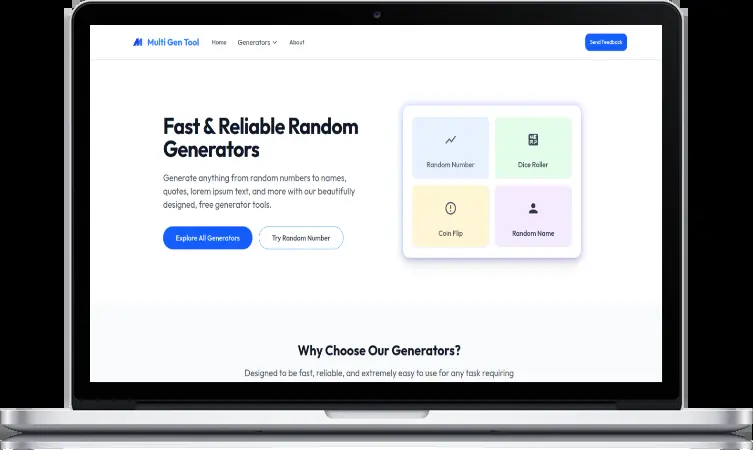 Multi Gen Tool
Home
Generators
About
Send Feedback
Fast & Reliable Random
Generators
Generate anything from random numbers to names,
quotes, lorem ipsum text, and more with our beautifully
designed, free generator tools.
Explore All Generators
Try Random Number
Random Number
Dice Roller
Coin Flip
Random Name
Why Choose Our Generators?
Designed to be fast, reliable, and extremely easy to use for any task requiring